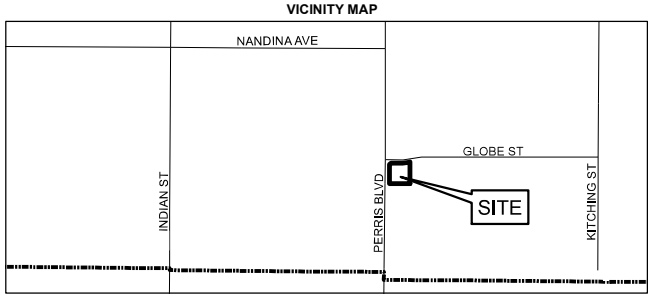 VICINITY MAP
NANDINA AVE
GLOBE ST
INDIAN ST
PERRIS BLVD
KITCHING ST
SITE